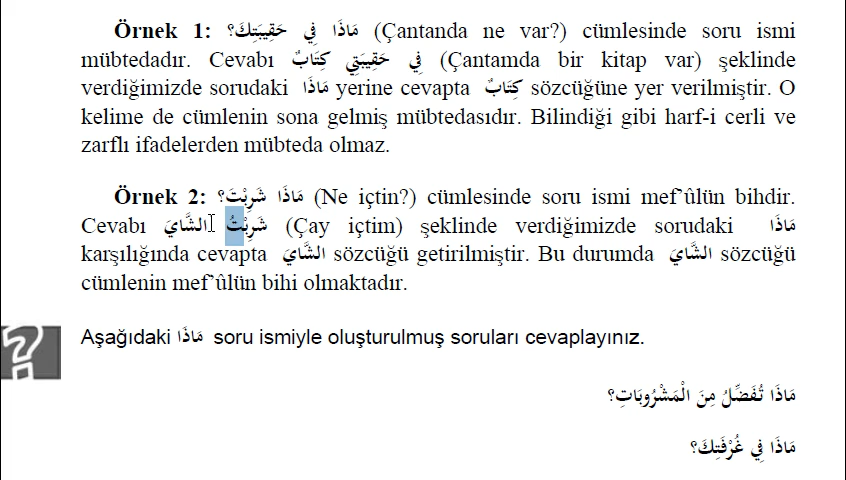 Örnek 1: مَاذَا فِي حَقِيبَتِكَ؟ (Çantanda ne var?) cümlesinde soru ismi
mübtedadır. Cevabı فِي حَقِيبَتِي كِتَابٌ (Çantamda bir kitap var) şeklinde
verdiğimizde sorudaki مَاذَا yerine cevapta كِتَابٌ sözcüğüne yer verilmiştir. O
kelime de cümlenin sona gelmiş mübtedasıdır. Bilindiği gibi harf-i cerli ve
zarflı ifadelerden mübteda olmaz.
Örnek 2: مَاذَا شَرِبْتَ؟ (Ne içtin?) cümlesinde soru ismi mef'ûlün bihdir.
Cevabı شَرِبْتُ الشَّايَ (Çay içtim) şeklinde verdiğimizde sorudaki مَاذَا
karşılığında cevapta الشَّايَ sözcüğü getirilmiştir. Bu durumda الشَّايَ sözcüğü
cümlenin mef'ûlün bihi olmaktadır.
Aşağıdaki مَاذَا soru ismiyle oluşturulmuş soruları cevaplayınız.
مَاذَا تُفَضِّلُ مِنَ الْمَشْرُوبَاتِ؟
مَاذَا فِي غُرْفَتِكَ؟